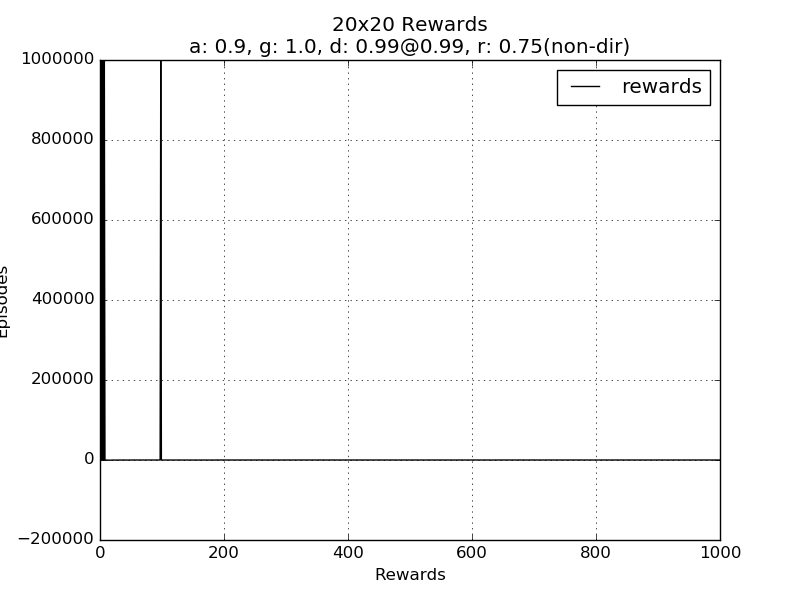 20x20 Rewards
a: 0.9, g: 1.0, d: 0.99@0.99, r: 0.75(non-dir)
1000000
800000
600000
400000
200000
0
−200000
Episodes
rewards
0 200 400 600 800 1000
Rewards